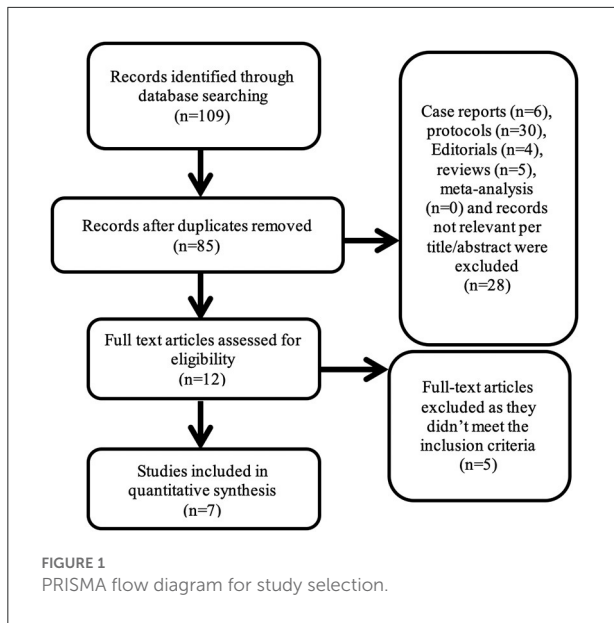 Records identified through
database searching
(n=109)
Case reports (n=6),
protocols (n=30),
Editorials (n=4),
reviews (n=5),
meta-analysis
(n=0) and records
not relevant per
title/abstract were
excluded
(n=28)
Records after duplicates removed
(n=85)
Full text articles assessed for
eligibility
(n=12)
Full-text articles
excluded as they
didn’t meet the
inclusion criteria
(n=5)
Studies included in
quantitative synthesis
(n=7)
FIGURE 1
PRISMA flow diagram for study selection.